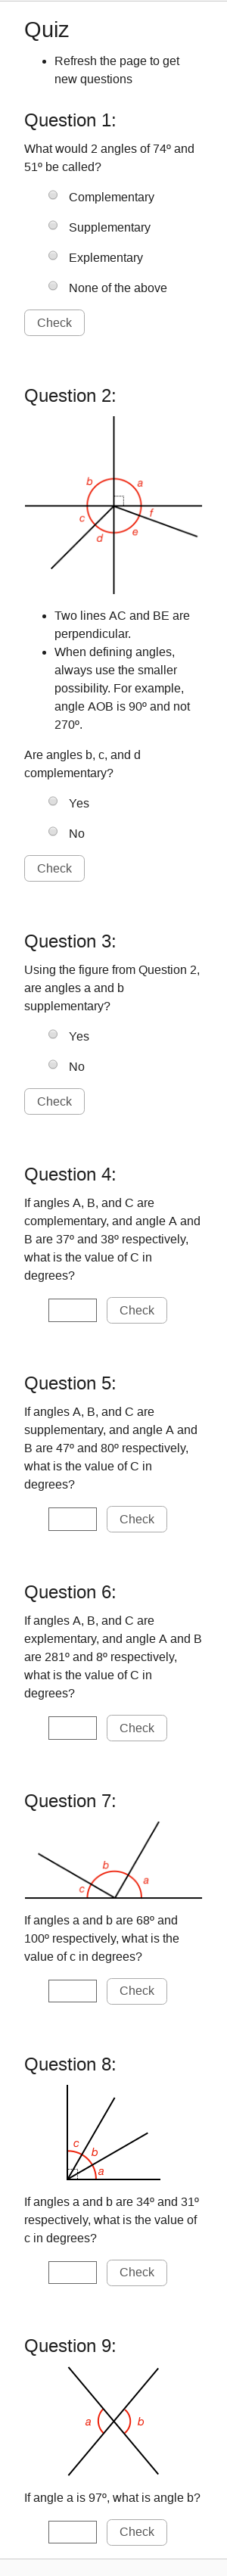 Quiz
Refresh the page to get
new questions
Question 1:
What would 2 angles of 74º and
51º be called?
Complementary
Supplementary
Explementary
None of the above
Check
Question 2:
b
a
c
f
d
e
Two lines AC and BE are
perpendicular.
When defining angles,
always use the smaller
possibility. For example,
angle AOB is 90º and not
270º.
Are angles b, c, and d
complementary?
Yes
No
Check
Question 3:
Using the figure from Question 2,
are angles a and b
supplementary?
Yes
No
Check
Question 4:
If angles A, B, and C are
complementary, and angle A and
B are 37º and 38º respectively,
what is the value of C in
degrees?
Check
Question 5:
If angles A, B, and C are
supplementary, and angle A and
B are 47º and 80º respectively,
what is the value of C in
degrees?
Check
Question 6:
If angles A, B, and C are
explementary, and angle A and B
are 281º and 8º respectively,
what is the value of C in
degrees?
Check
Question 7:
b
a
c
If angles a and b are 68º and
100º respectively, what is the
value of c in degrees?
Check
Question 8:
c
b
a
If angles a and b are 34º and 31º
respectively, what is the value of
c in degrees?
Check
Question 9:
a b
If angle a is 97º, what is angle b?
Check